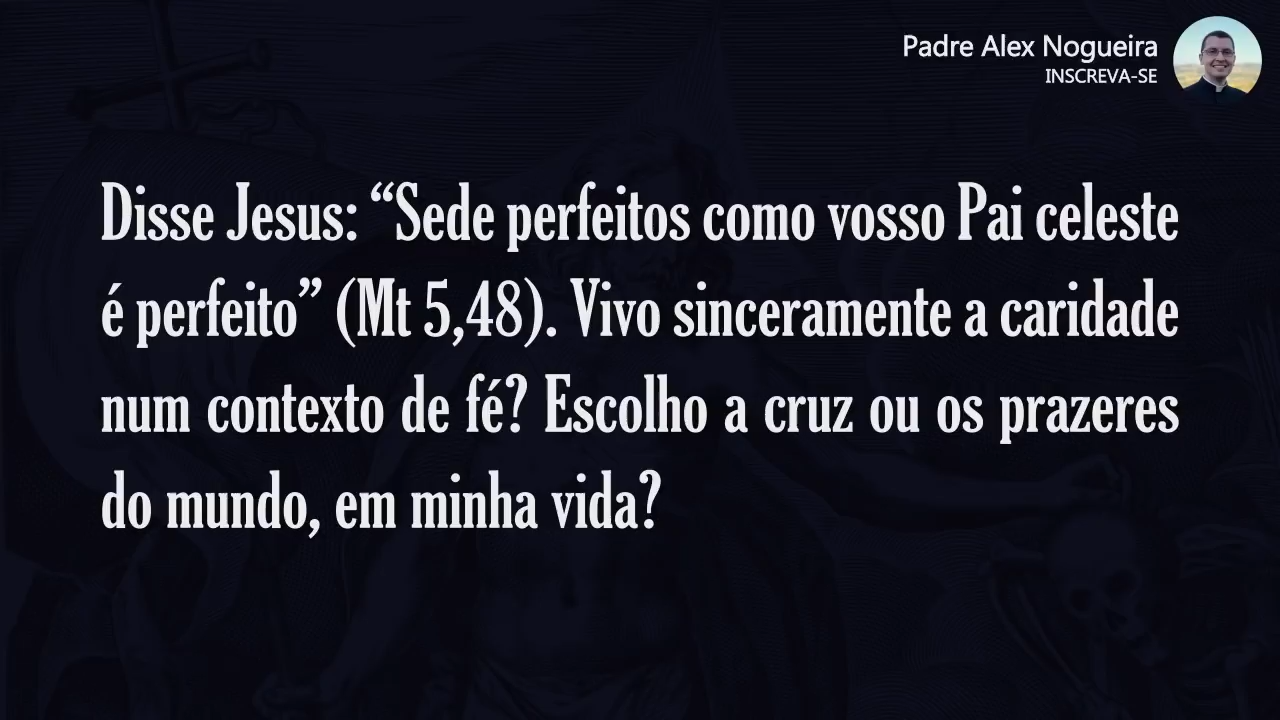 Padre Alex Nogueira
INSCREVA-SE
Disse Jesus: “Sede perfeitos como vosso Pai celeste
é perfeito” (Mt 5,48). Vivo sinceramente a caridade
num contexto de fé? Escolho a cruz ou os prazeres
do mundo, em minha vida?